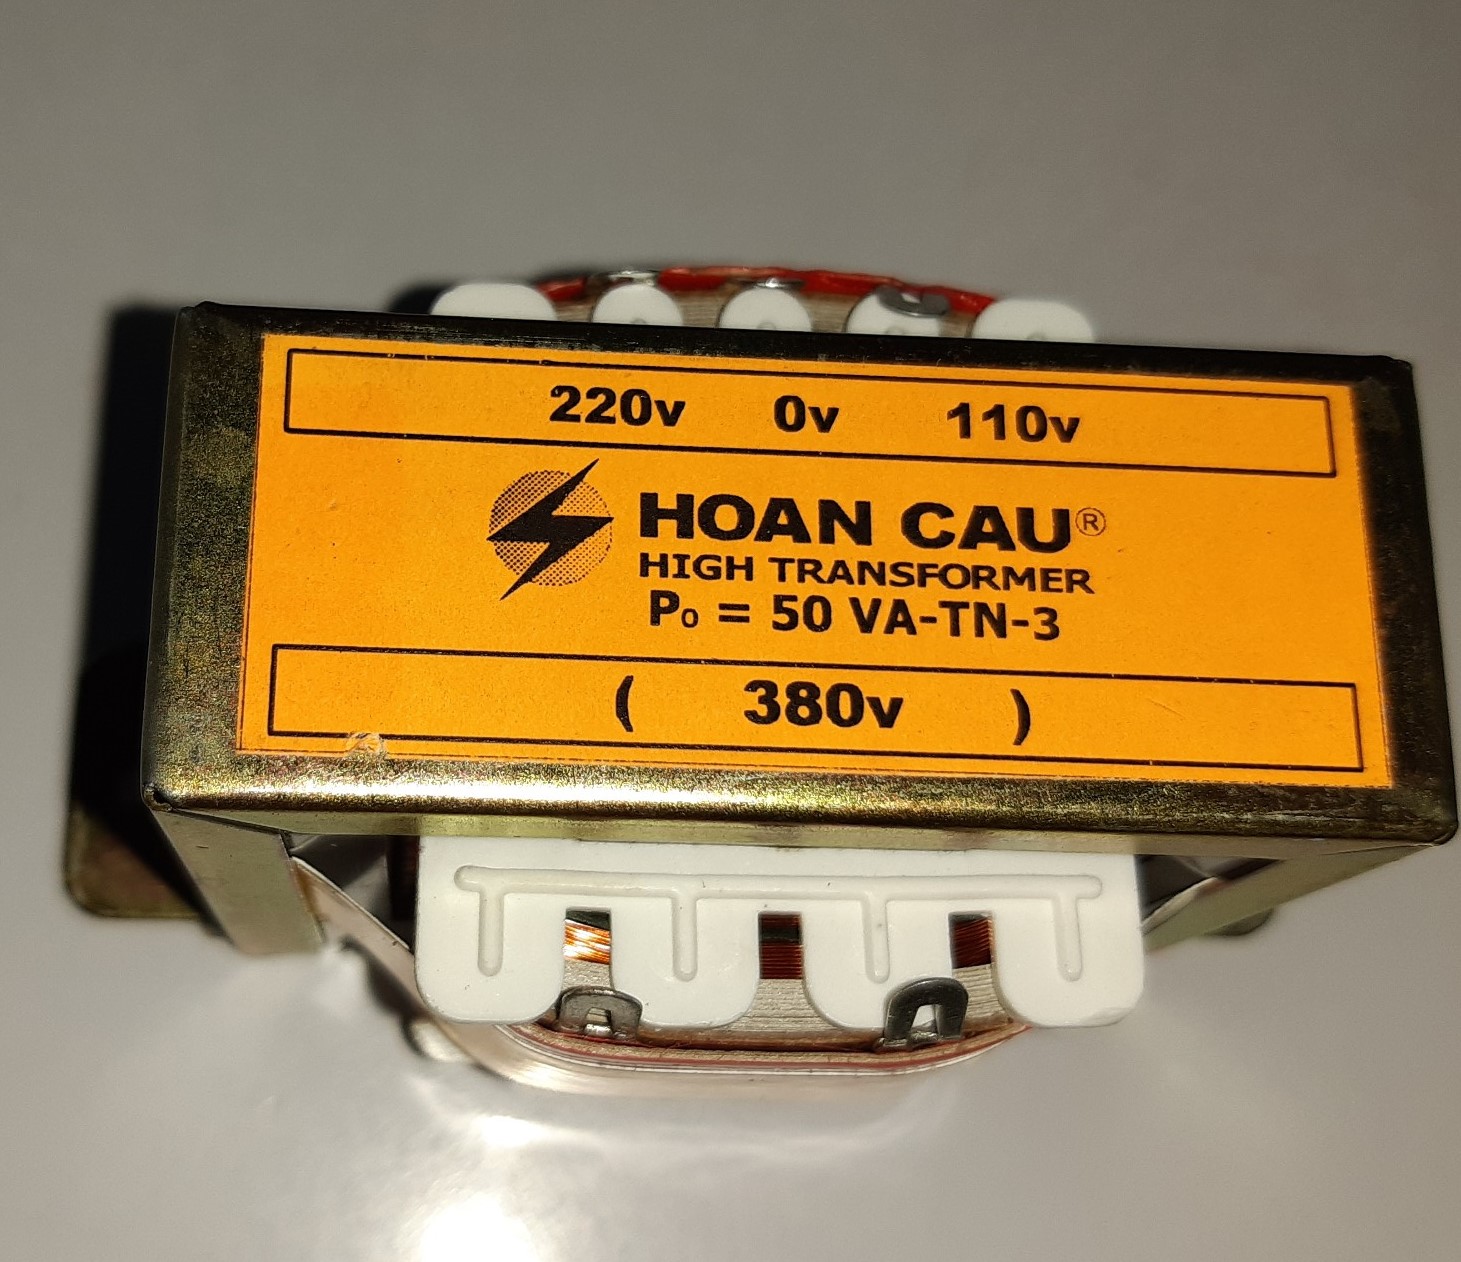 220v 0v 110v
HOAN CAU®
HIGH TRANSFORMER
P₀ = 50 VA-TN-3
( 380v )